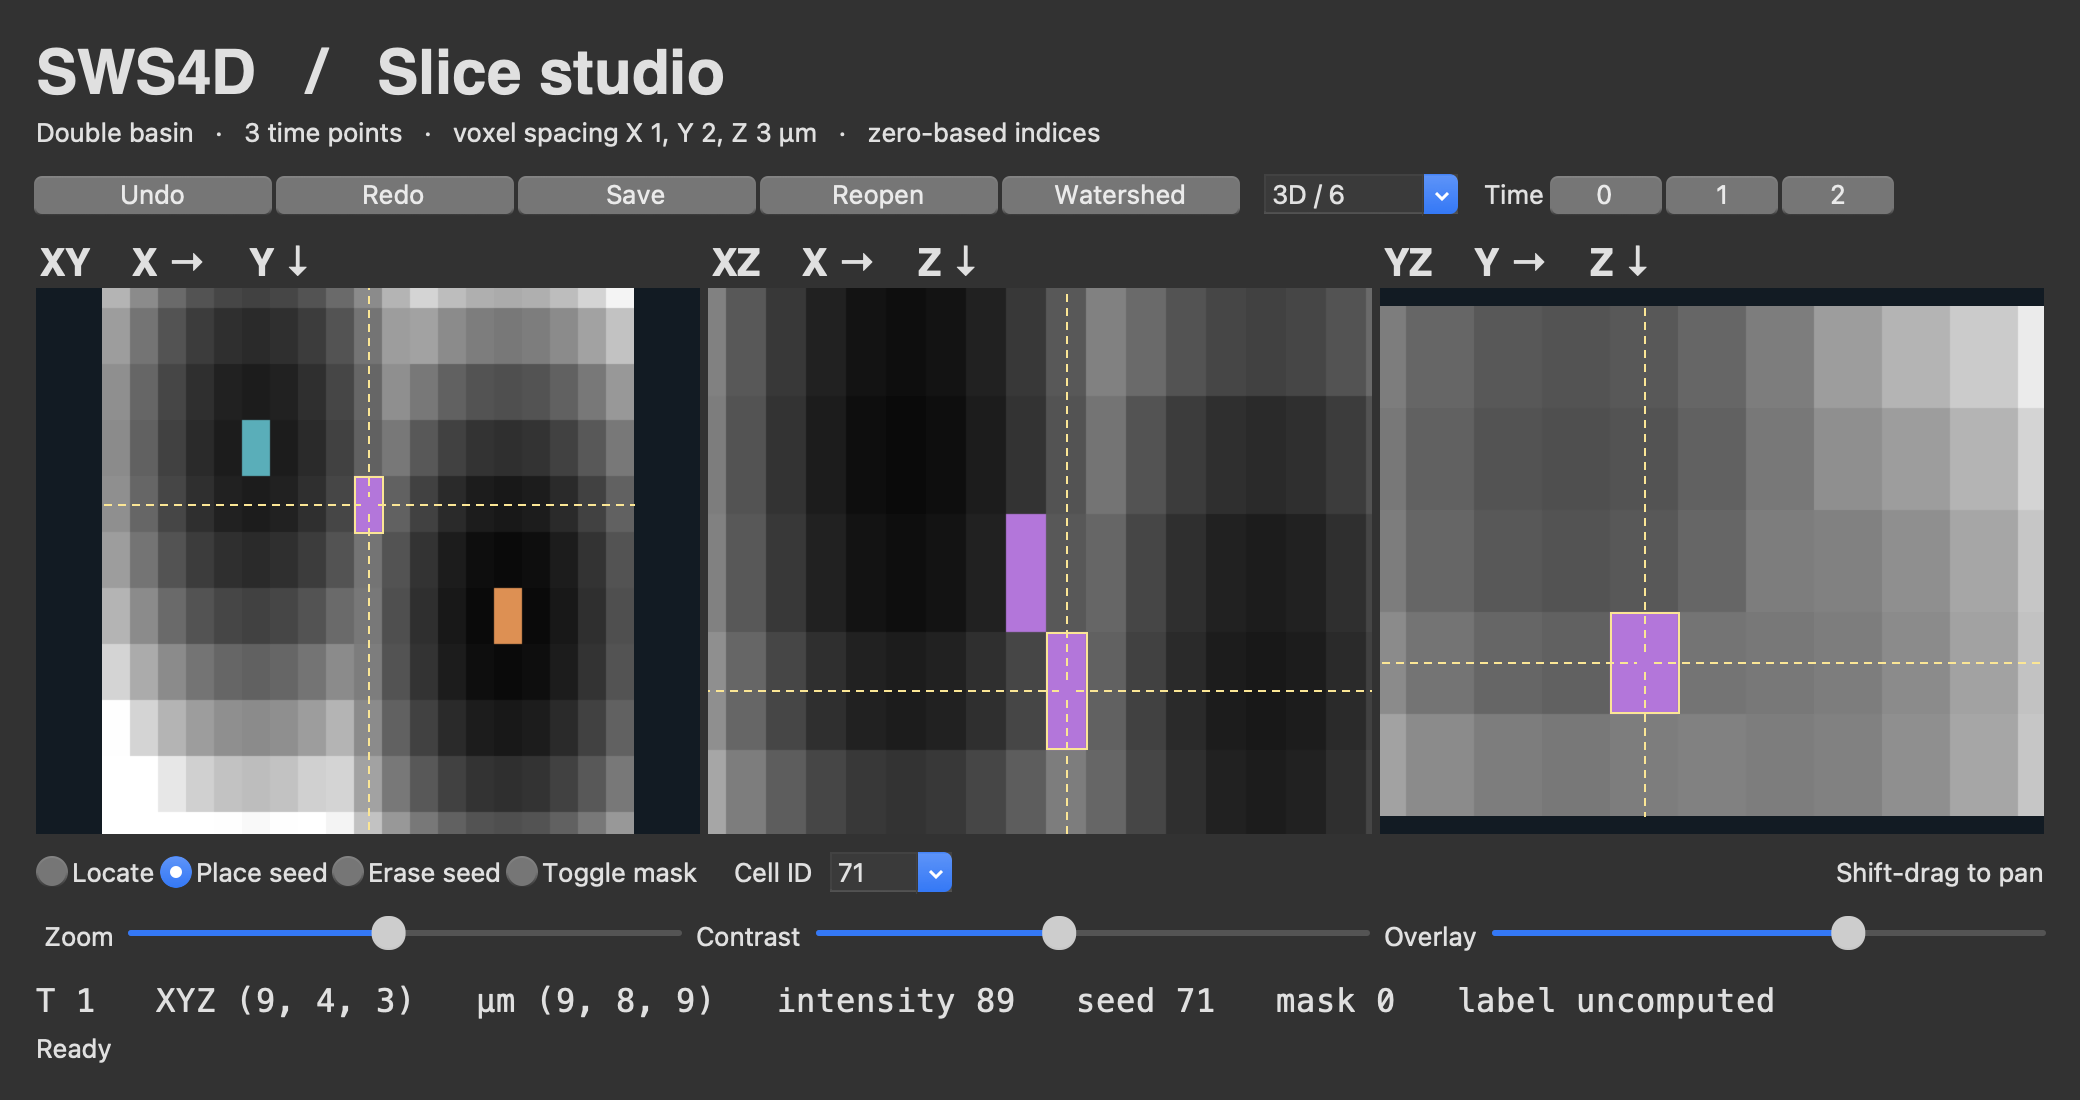 SWS4D / Slice studio
Double basin · 3 time points · voxel spacing X 1, Y 2, Z 3 µm · zero-based indices
Undo Redo Save Reopen Watershed 3D / 6 Time 0 1 2
XY X → Y ↓ XZ X → Z ↓ YZ Y → Z ↓
Locate Place seed Erase seed Toggle mask Cell ID 71 Shift-drag to pan
Zoom Contrast Overlay
T 1 XYZ (9, 4, 3) µm (9, 8, 9) intensity 89 seed 71 mask 0 label uncomputed
Ready